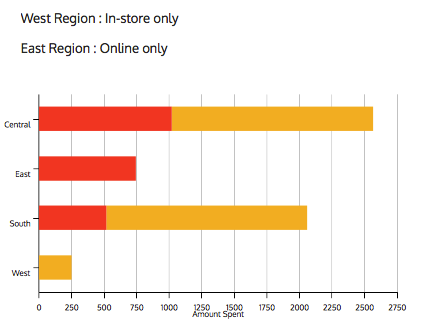 West Region : In-store only
East Region : Online only
Central
East
South
West
0 250 500 750 1000 1250 1500 1750 2000 2250 2500 2750
Amount Spent